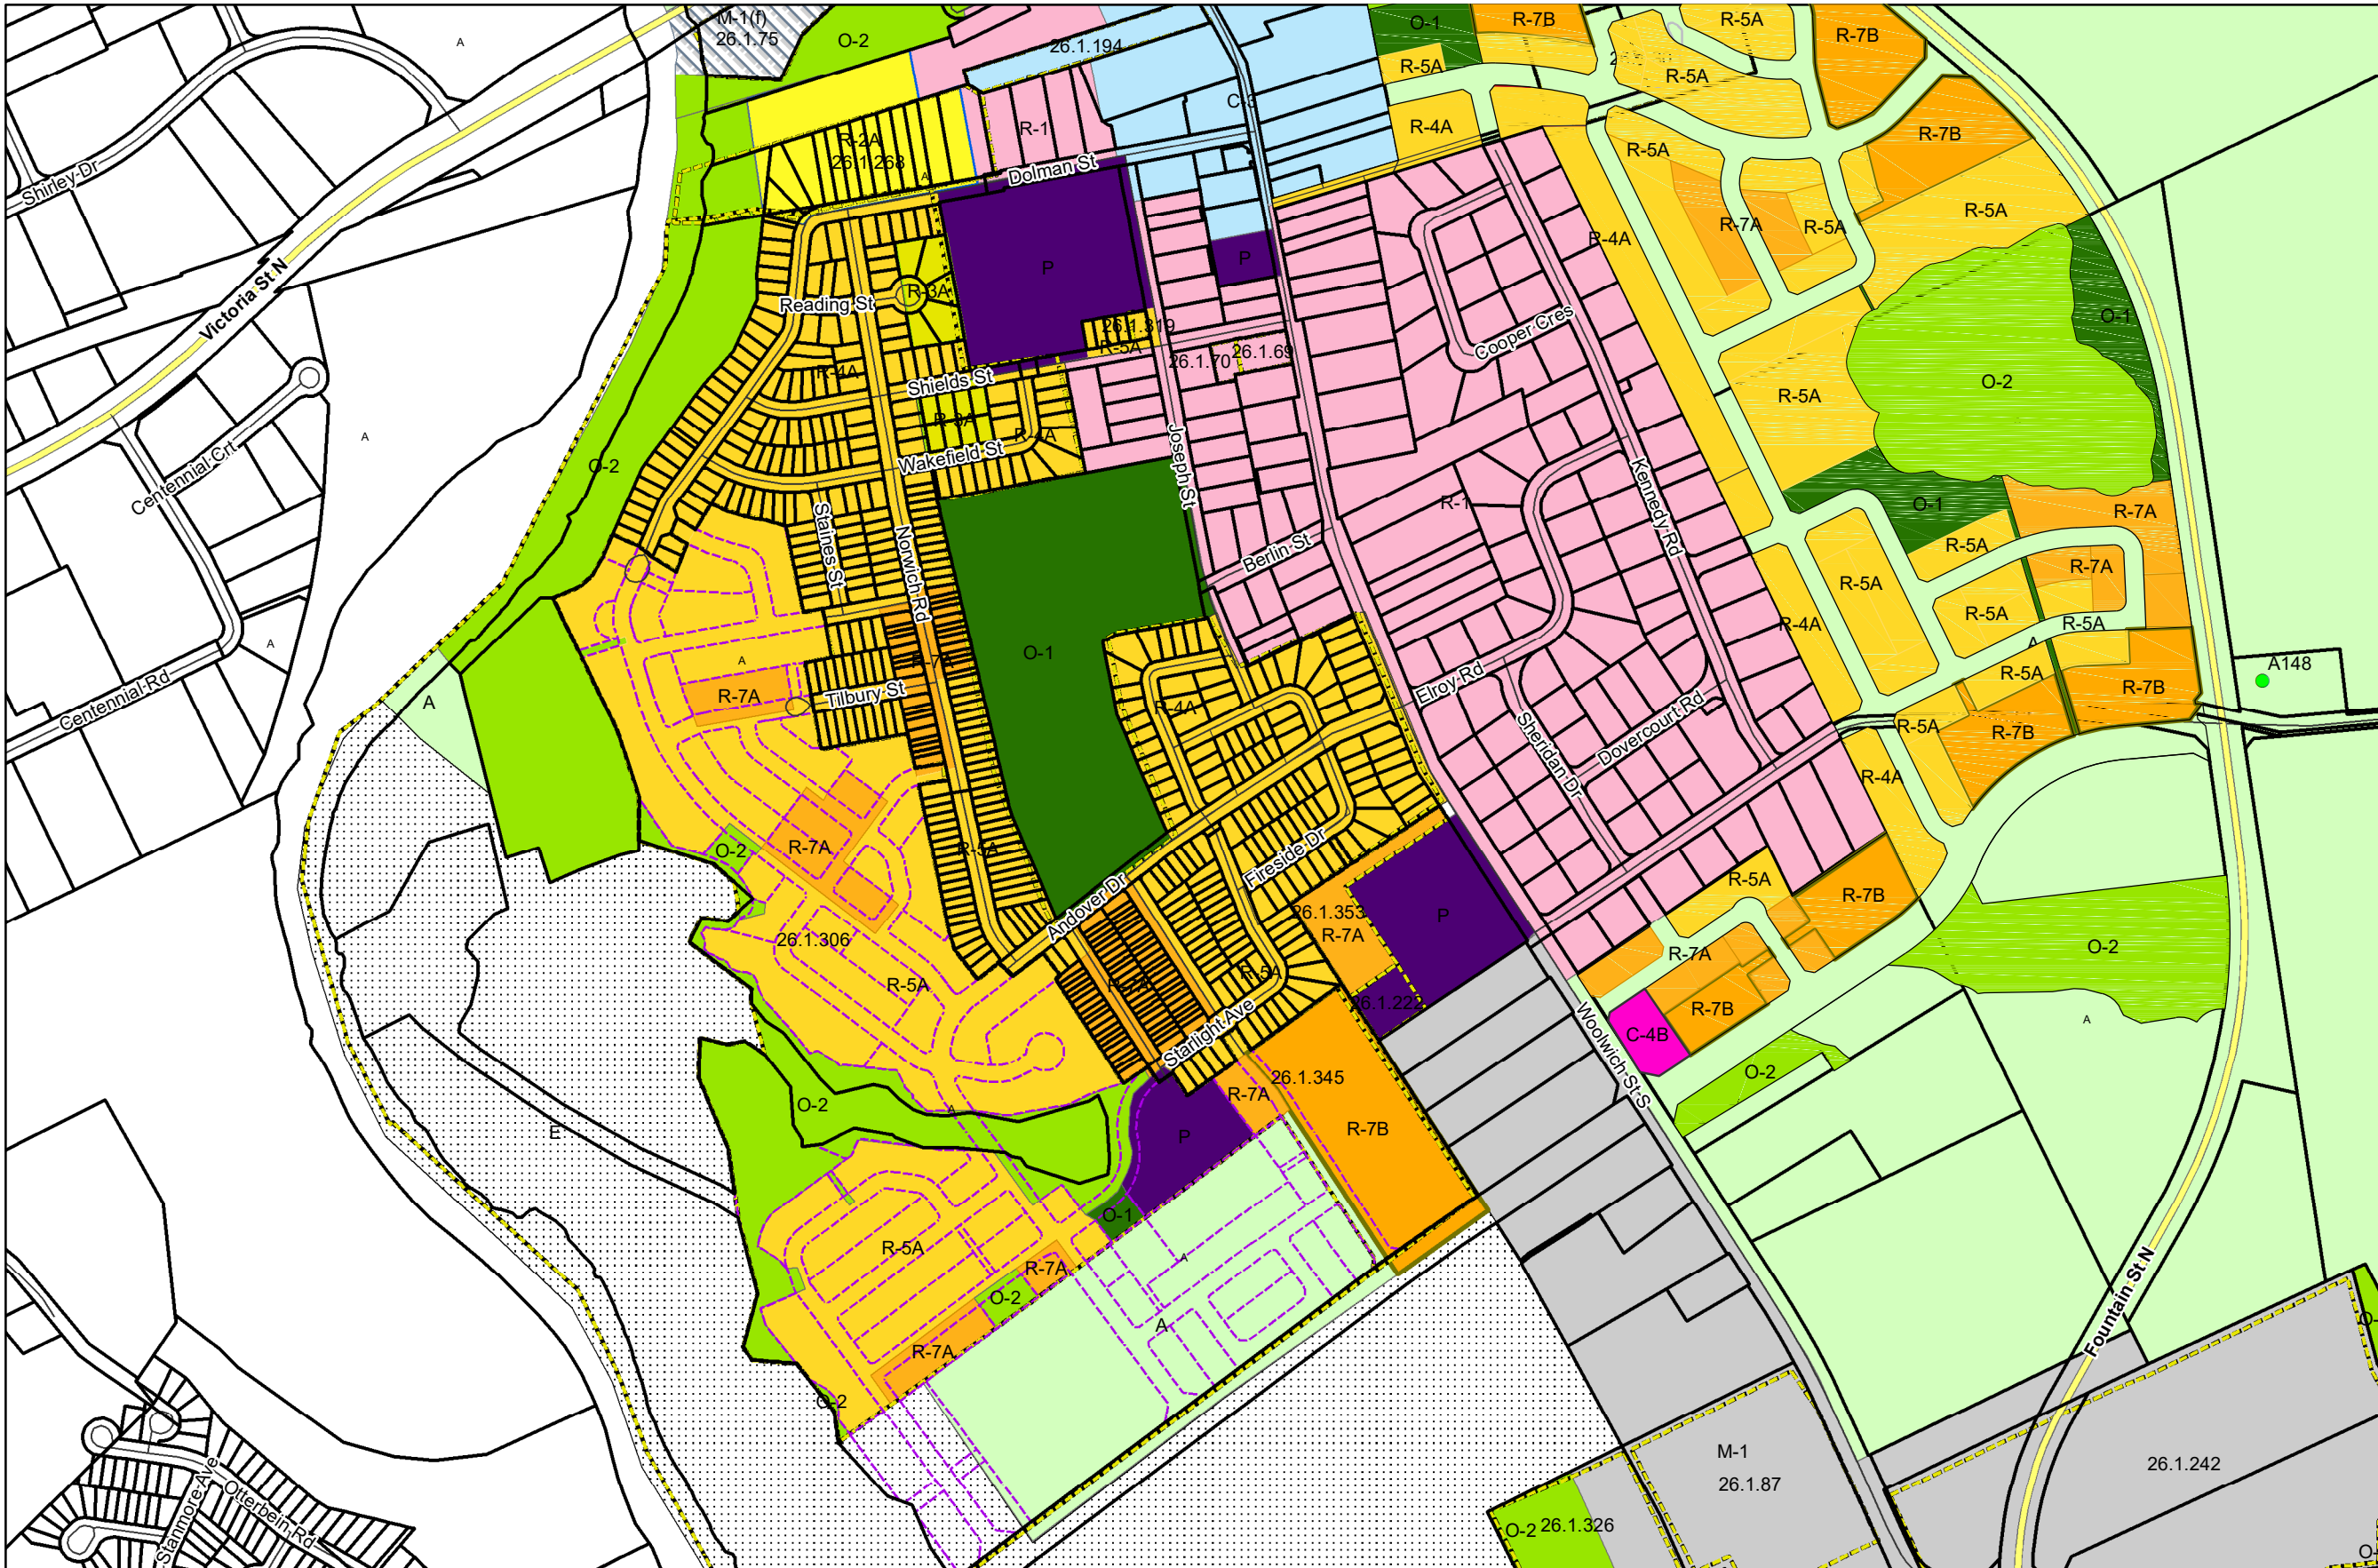 M-1(f)
26.1.75
A
O-2
26.1.194
O-1
R-7B
R-5A
R-7B
R-5A
R-5A
C-3
R-1
R-4A
R-7B
R-2A
26.1.268
A
Dolman St
R-5A
Shirley Dr
R-5A
R-7A
R-5A
R-4A
P
P
Victoria St N
R-3A
Reading St
O-1
26.1.319
R-5A
26.1.70
26.1.69
Cooper Cres
R-4A
Shields St
O-2
R-5A
R-3A
R-4A
A
Wakefield St
Joseph St
O-2
Centennial Crt
Kennedy Rd
R-1
O-1
R-7A
Staines St
Norwich Rd
Berlin St
R-5A
R-7A
R-5A
R-5A
R-4A
R-5A
A
A
O-1
R-7A
A
A148
R-5A
R-7A
Tilbury St
Centennial Rd
A
R-4A
Elroy Rd
R-7B
Sheridan Dr
Dovercourt Rd
R-5A
R-7B
R-4A
O-2
R-7A
R-5A
Fireside Dr
R-5A
R-7B
Andover Dr
26.1.353
R-7A
P
26.1.306
O-2
R-7A
R-5A
R-7A
R-5A
26.1.222
R-7B
Woolwich St S
C-4B
A
Starlight Ave
26.1.345
R-7A
O-2
O-2
A
E
P
R-7B
O-1
R-5A
R-7A
A
O-2
A
R-7A
Fountain St N
O-2
M-1
26.1.87
26.1.242
Stanmore Ave
Otterbein Rd
O-2
26.1.326